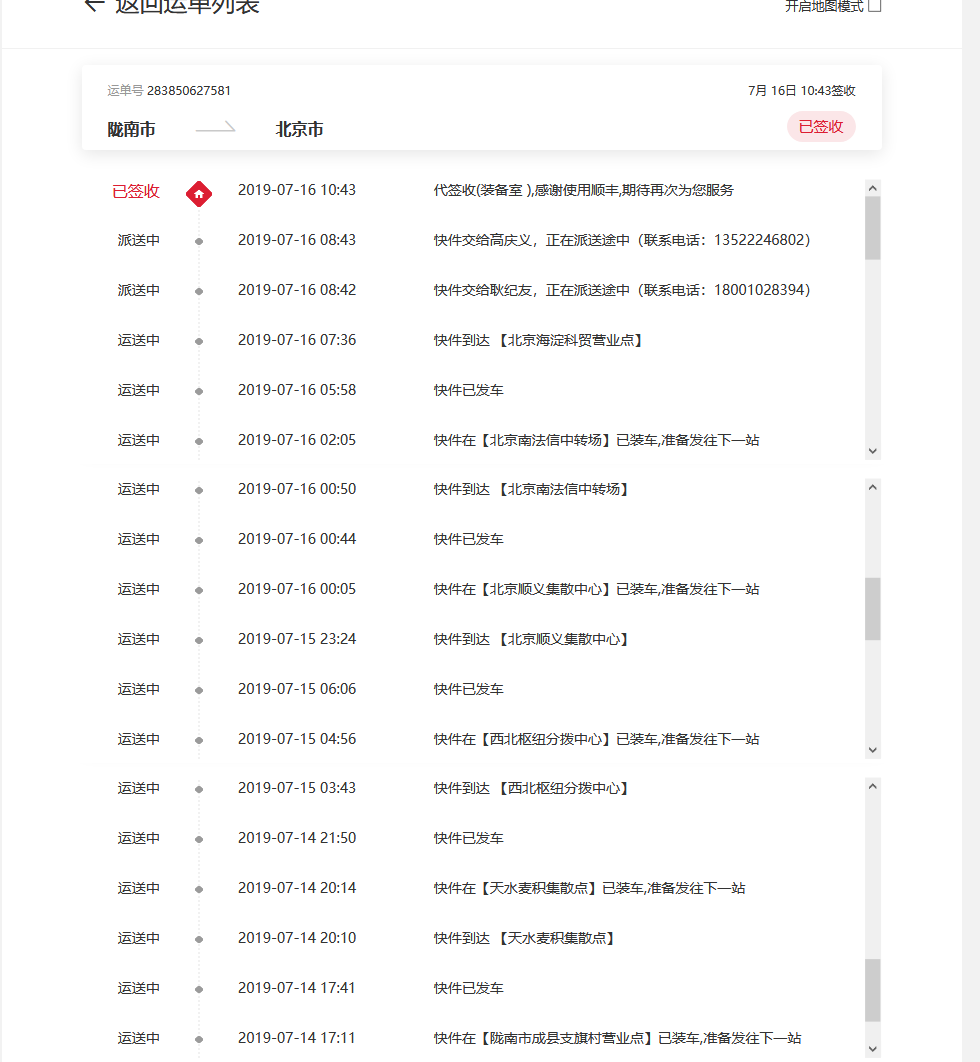 返回运单列表 开启地图模式
运单号 283850627581 7月 16日 10:43签收
陇南市 北京市 已签收
已签收 2019-07-16 10:43 代签收(装备室 ),感谢使用顺丰,期待再次为您服务
派送中 2019-07-16 08:43 快件交给高庆义，正在派送途中（联系电话：13522246802）
派送中 2019-07-16 08:42 快件交给耿纪友，正在派送途中（联系电话：18001028394）
运送中 2019-07-16 07:36 快件到达 【北京海淀科贸营业点】
运送中 2019-07-16 05:58 快件已发车
运送中 2019-07-16 02:05 快件在【北京南法信中转场】已装车,准备发往下一站
运送中 2019-07-16 00:50 快件到达 【北京南法信中转场】
运送中 2019-07-16 00:44 快件已发车
运送中 2019-07-16 00:05 快件在【北京顺义集散中心】已装车,准备发往下一站
运送中 2019-07-15 23:24 快件到达 【北京顺义集散中心】
运送中 2019-07-15 06:06 快件已发车
运送中 2019-07-15 04:56 快件在【西北枢纽分拨中心】已装车,准备发往下一站
运送中 2019-07-15 03:43 快件到达 【西北枢纽分拨中心】
运送中 2019-07-14 21:50 快件已发车
运送中 2019-07-14 20:14 快件在【天水麦积集散点】已装车,准备发往下一站
运送中 2019-07-14 20:10 快件到达 【天水麦积集散点】
运送中 2019-07-14 17:41 快件已发车
运送中 2019-07-14 17:11 快件在【陇南市成县支旗村营业点】已装车,准备发往下一站